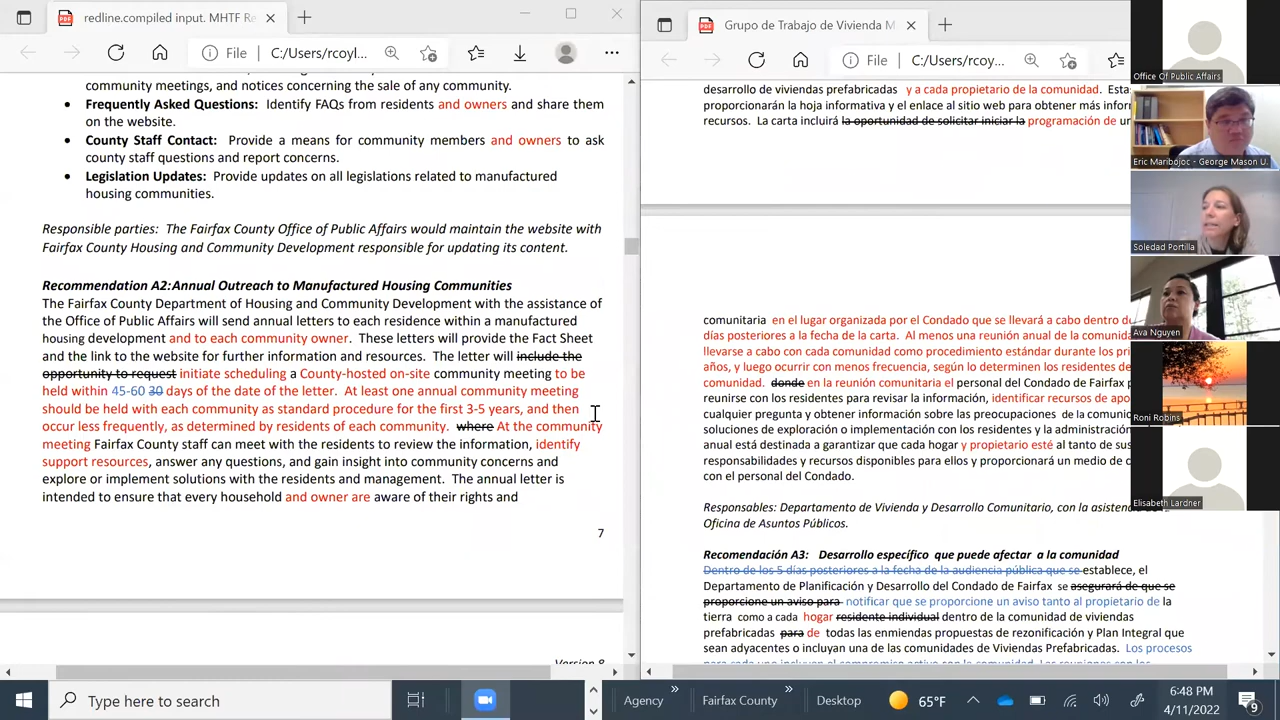 redline.compiled input. MHTF Re
File
C:/Users/rcoyl...
community meetings, and notices concerning the sale of any community.
• Frequently Asked Questions: Identify FAQs from residents and owners and share them
on the website.
• County Staff Contact: Provide a means for community members and owners to ask
county staff questions and report concerns.
• Legislation Updates: Provide updates on all legislations related to manufactured
housing communities.
Responsible parties: The Fairfax County Office of Public Affairs would maintain the website with
Fairfax County Housing and Community Development responsible for updating its content.
Recommendation A2:Annual Outreach to Manufactured Housing Communities
The Fairfax County Department of Housing and Community Development with the assistance of
the Office of Public Affairs will send annual letters to each residence within a manufactured
housing development and to each community owner. These letters will provide the Fact Sheet
and the link to the website for further information and resources. The letter will include the
opportunity to request initiate scheduling a County-hosted on-site community meeting to be
held within 45-60 30 days of the date of the letter. At least one annual community meeting
should be held with each community as standard procedure for the first 3-5 years, and then
occur less frequently, as determined by residents of each community. where At the community
meeting Fairfax County staff can meet with the residents to review the information, identify
support resources, answer any questions, and gain insight into community concerns and
explore or implement solutions with the residents and management. The annual letter is
intended to ensure that every household and owner are aware of their rights and
7
Version 8
Grupo de Trabajo de Vivienda M
File
C:/Users/rcoy...
desarrollo de viviendas prefabricadas y a cada propietario de la comunidad. Esta
proporcionarán la hoja informativa y el enlace al sitio web para obtener más infor
recursos. La carta incluirá la oportunidad de solicitar iniciar la programación de un
comunitaria en el lugar organizada por el Condado que se llevará a cabo dentro de
días posteriores a la fecha de la carta. Al menos una reunión anual de la comunida
llevarse a cabo con cada comunidad como procedimiento estándar durante los pri
años, y luego ocurrir con menos frecuencia, según lo determinen los residentes de
comunidad. donde en la reunión comunitaria el personal del Condado de Fairfax p
reunirse con los residentes para revisar la información, identificar recursos de apo
cualquier pregunta y obtener información sobre las preocupaciones de la comuni
soluciones de exploración o implementación con los residentes y la administración
anual está destinada a garantizar que cada hogar y propietario esté al tanto de sus
responsabilidades y recursos disponibles para ellos y proporcionará un medio de c
con el personal del Condado.
Responsables: Departamento de Vivienda y Desarrollo Comunitario, con la asistencia de
Oficina de Asuntos Públicos.
Recomendación A3: Desarrollo específico que puede afectar a la comunidad
Dentro de los 5 días posteriores a la fecha de la audiencia pública que se establece, el
Departamento de Planificación y Desarrollo del Condado de Fairfax se asegurará de que se
proporcione un aviso para notificar que se proporcione un aviso tanto al propietario de la
tierra como a cada hogar residente individual dentro de la comunidad de viviendas
prefabricadas para de todas las enmiendas propuestas de rezonificación y Plan Integral que
sean adyacentes o incluyan una de las comunidades de Viviendas Prefabricadas. Los procesos
Office Of Public Affairs
Eric Maribojoc - George Mason U.
Soledad Portilla
Ava Nguyen
Roni Robins
Elisabeth Lardner
Type here to search
Agency
Fairfax County
Desktop
65°F
6:48 PM
4/11/2022
9